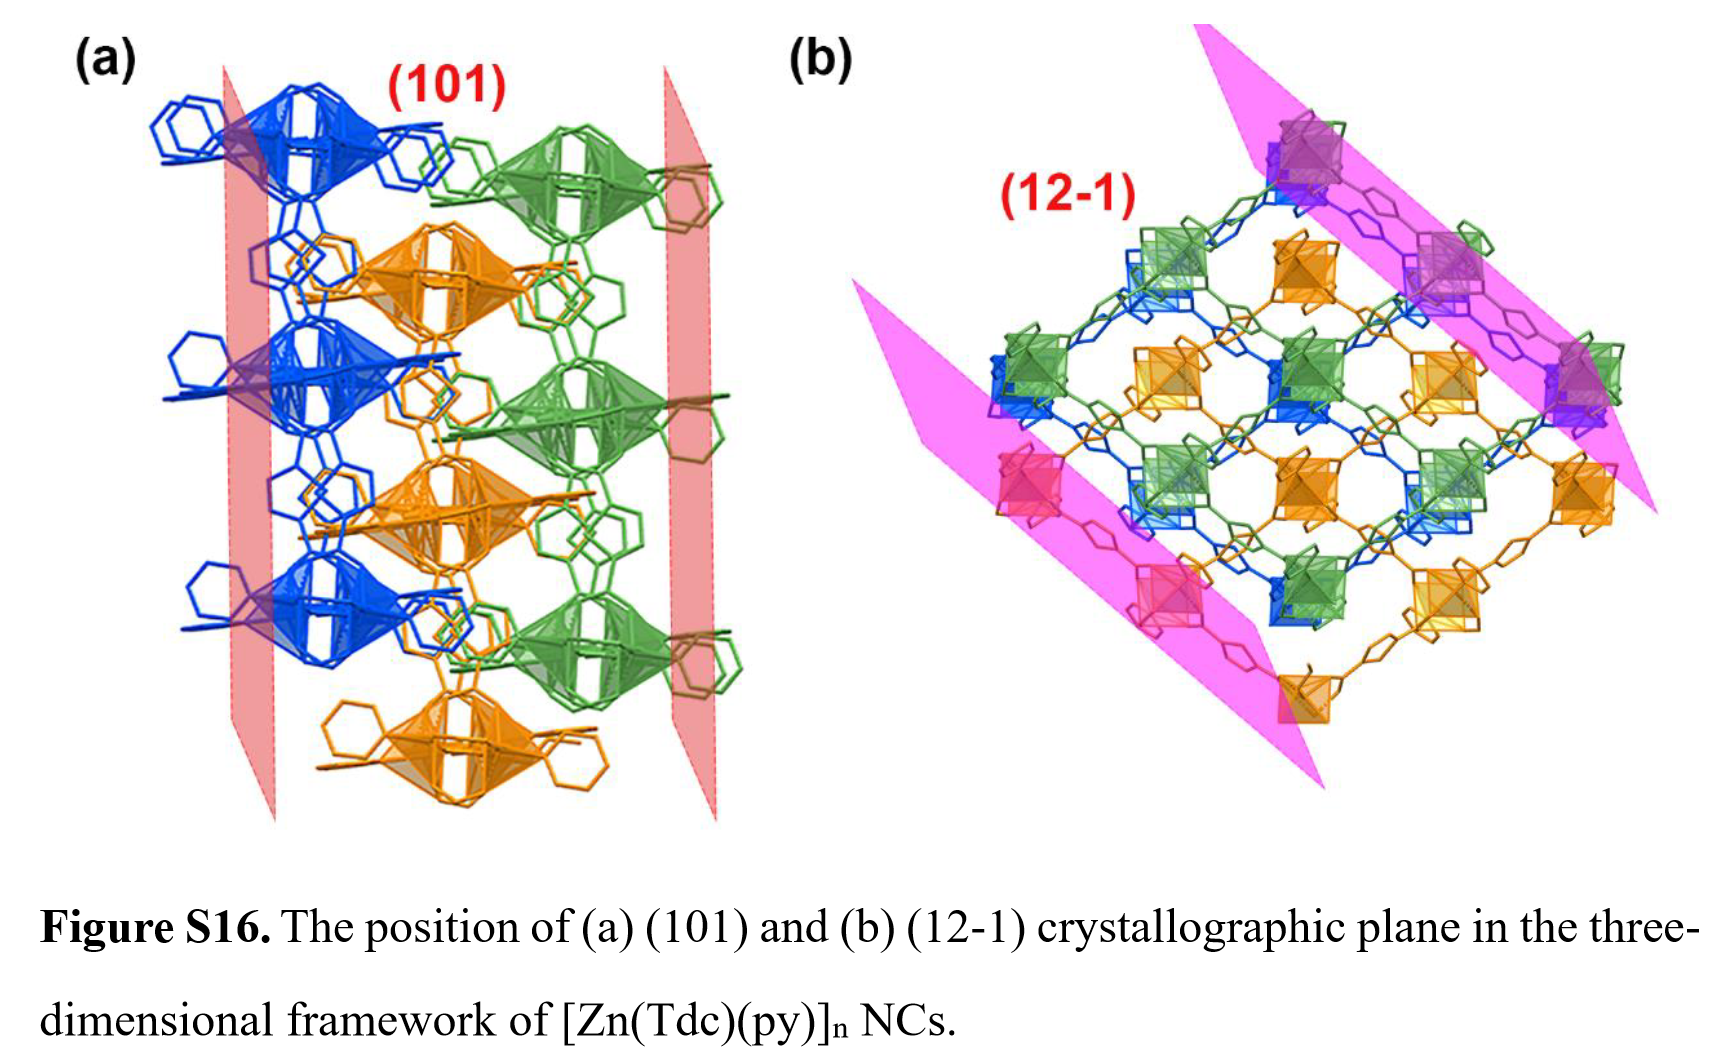 (a)
(101)
(b)
(12-1)
Figure S16. The position of (a) (101) and (b) (12-1) crystallographic plane in the three-
dimensional framework of [Zn(Tdc)(py)]ₙ NCs.